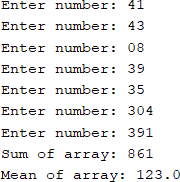 Enter number: 41
Enter number: 43
Enter number: 08
Enter number: 39
Enter number: 35
Enter number: 304
Enter number: 391
Sum of array: 861
Mean of array: 123.0